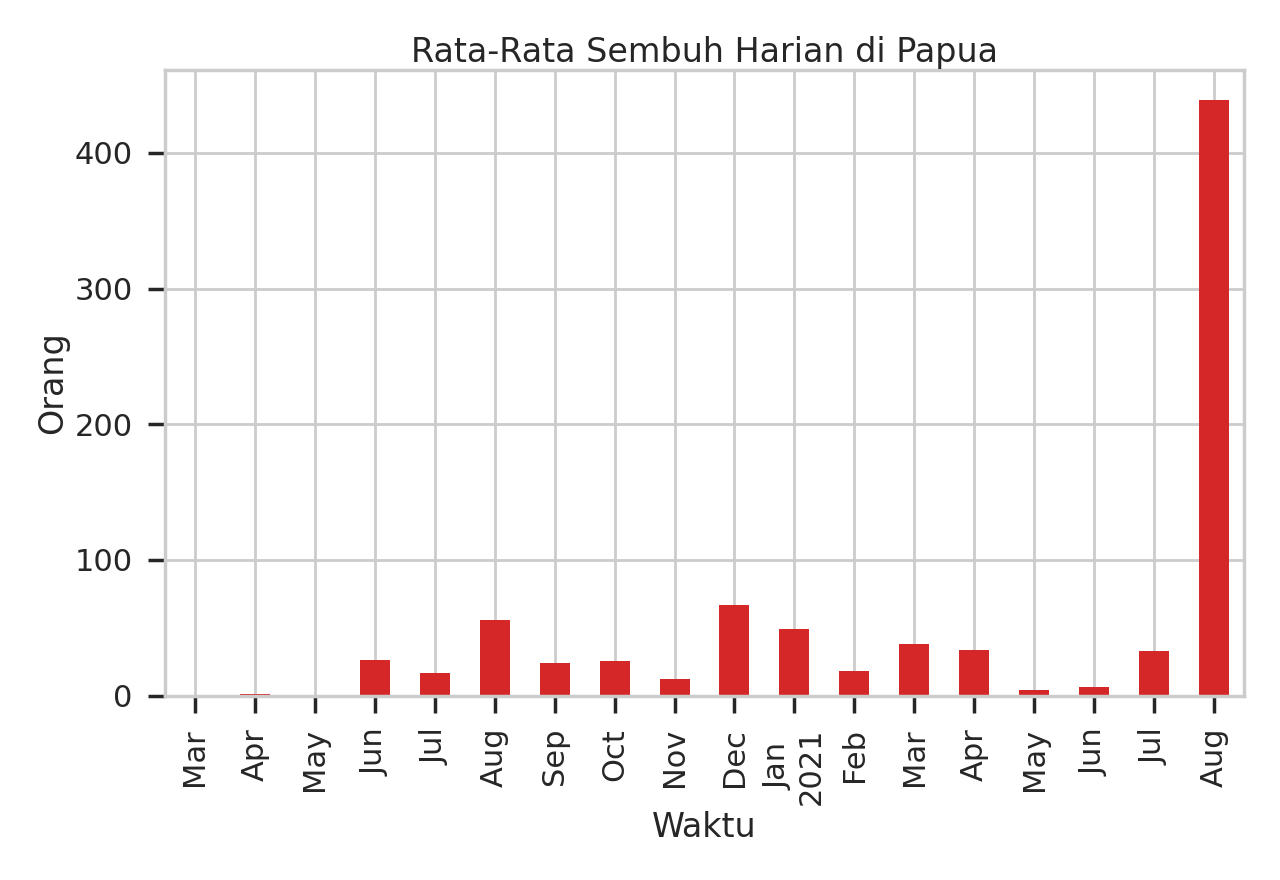 Rata-Rata Sembuh Harian di Papua
Orang
400
300
200
100
0
Mar
Apr
May
Jun
Jul
Aug
Sep
Oct
Nov
Dec
Jan
2021
Feb
Mar
Apr
May
Jun
Jul
Aug
Waktu